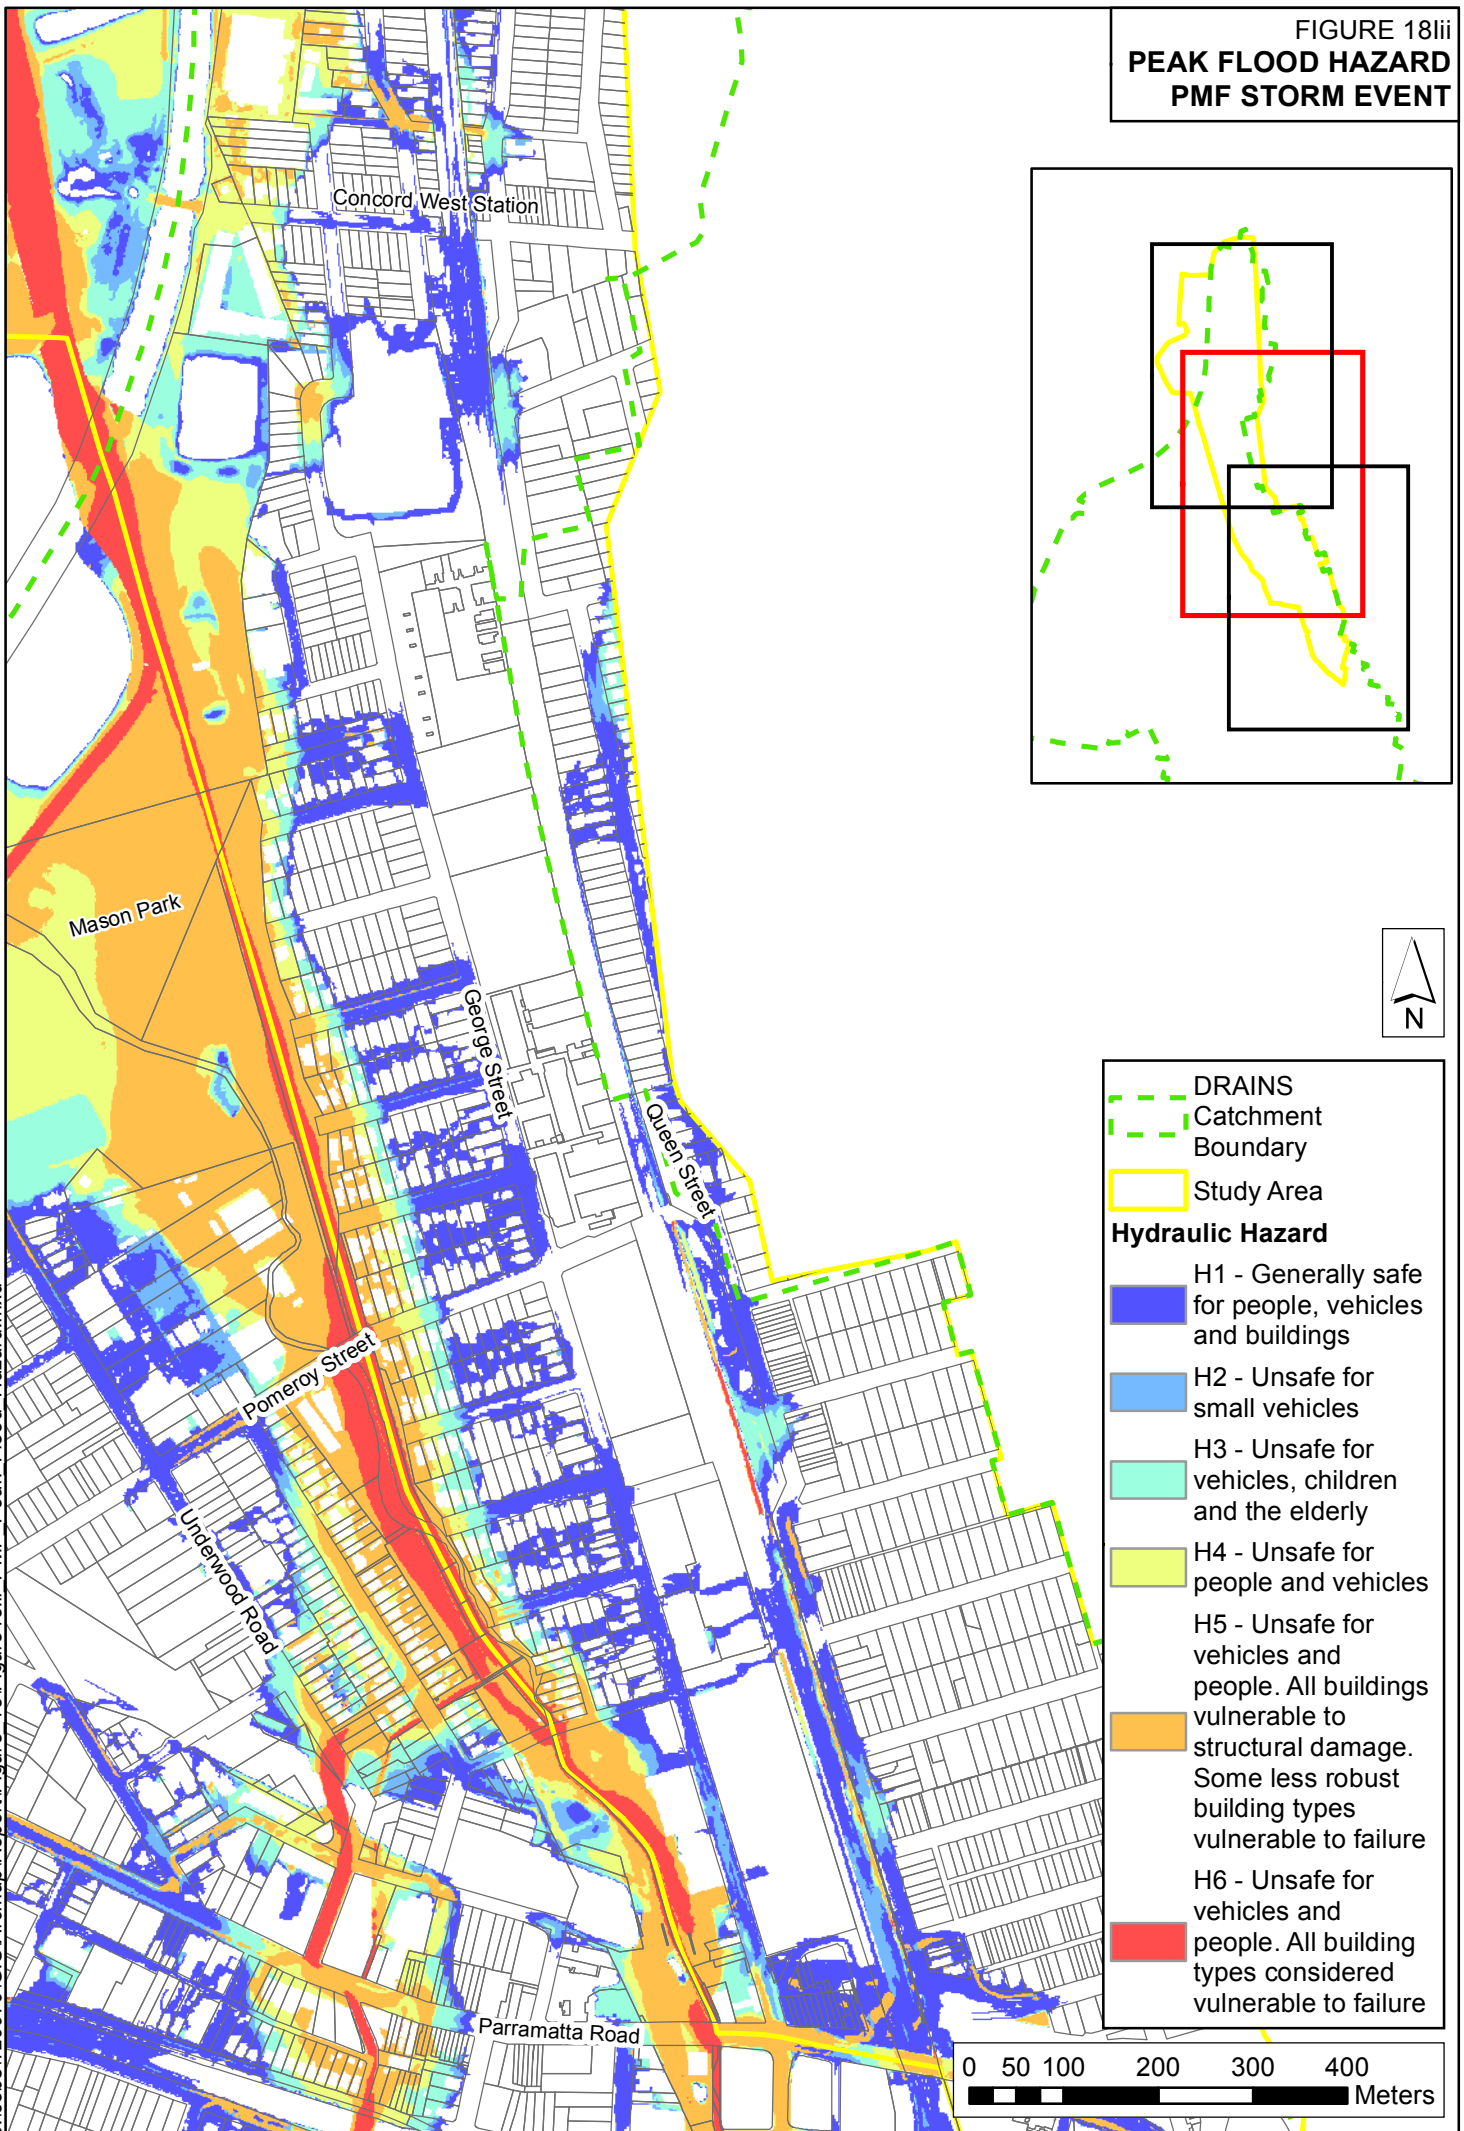 FIGURE 18lii
PEAK FLOOD HAZARD
PMF STORM EVENT
Concord West Station
Mason Park
George Street
Queen Street
Pomeroy Street
Underwood Road
Parramatta Road
N
DRAINS
Catchment
Boundary
Study Area
Hydraulic Hazard
H1 - Generally safe
for people, vehicles
and buildings
H2 - Unsafe for
small vehicles
H3 - Unsafe for
vehicles, children
and the elderly
H4 - Unsafe for
people and vehicles
H5 - Unsafe for
vehicles and
people. All buildings
vulnerable to
structural damage.
Some less robust
building types
vulnerable to failure
H6 - Unsafe for
vehicles and
people. All building
types considered
vulnerable to failure
0 50 100 200 300 400
Meters